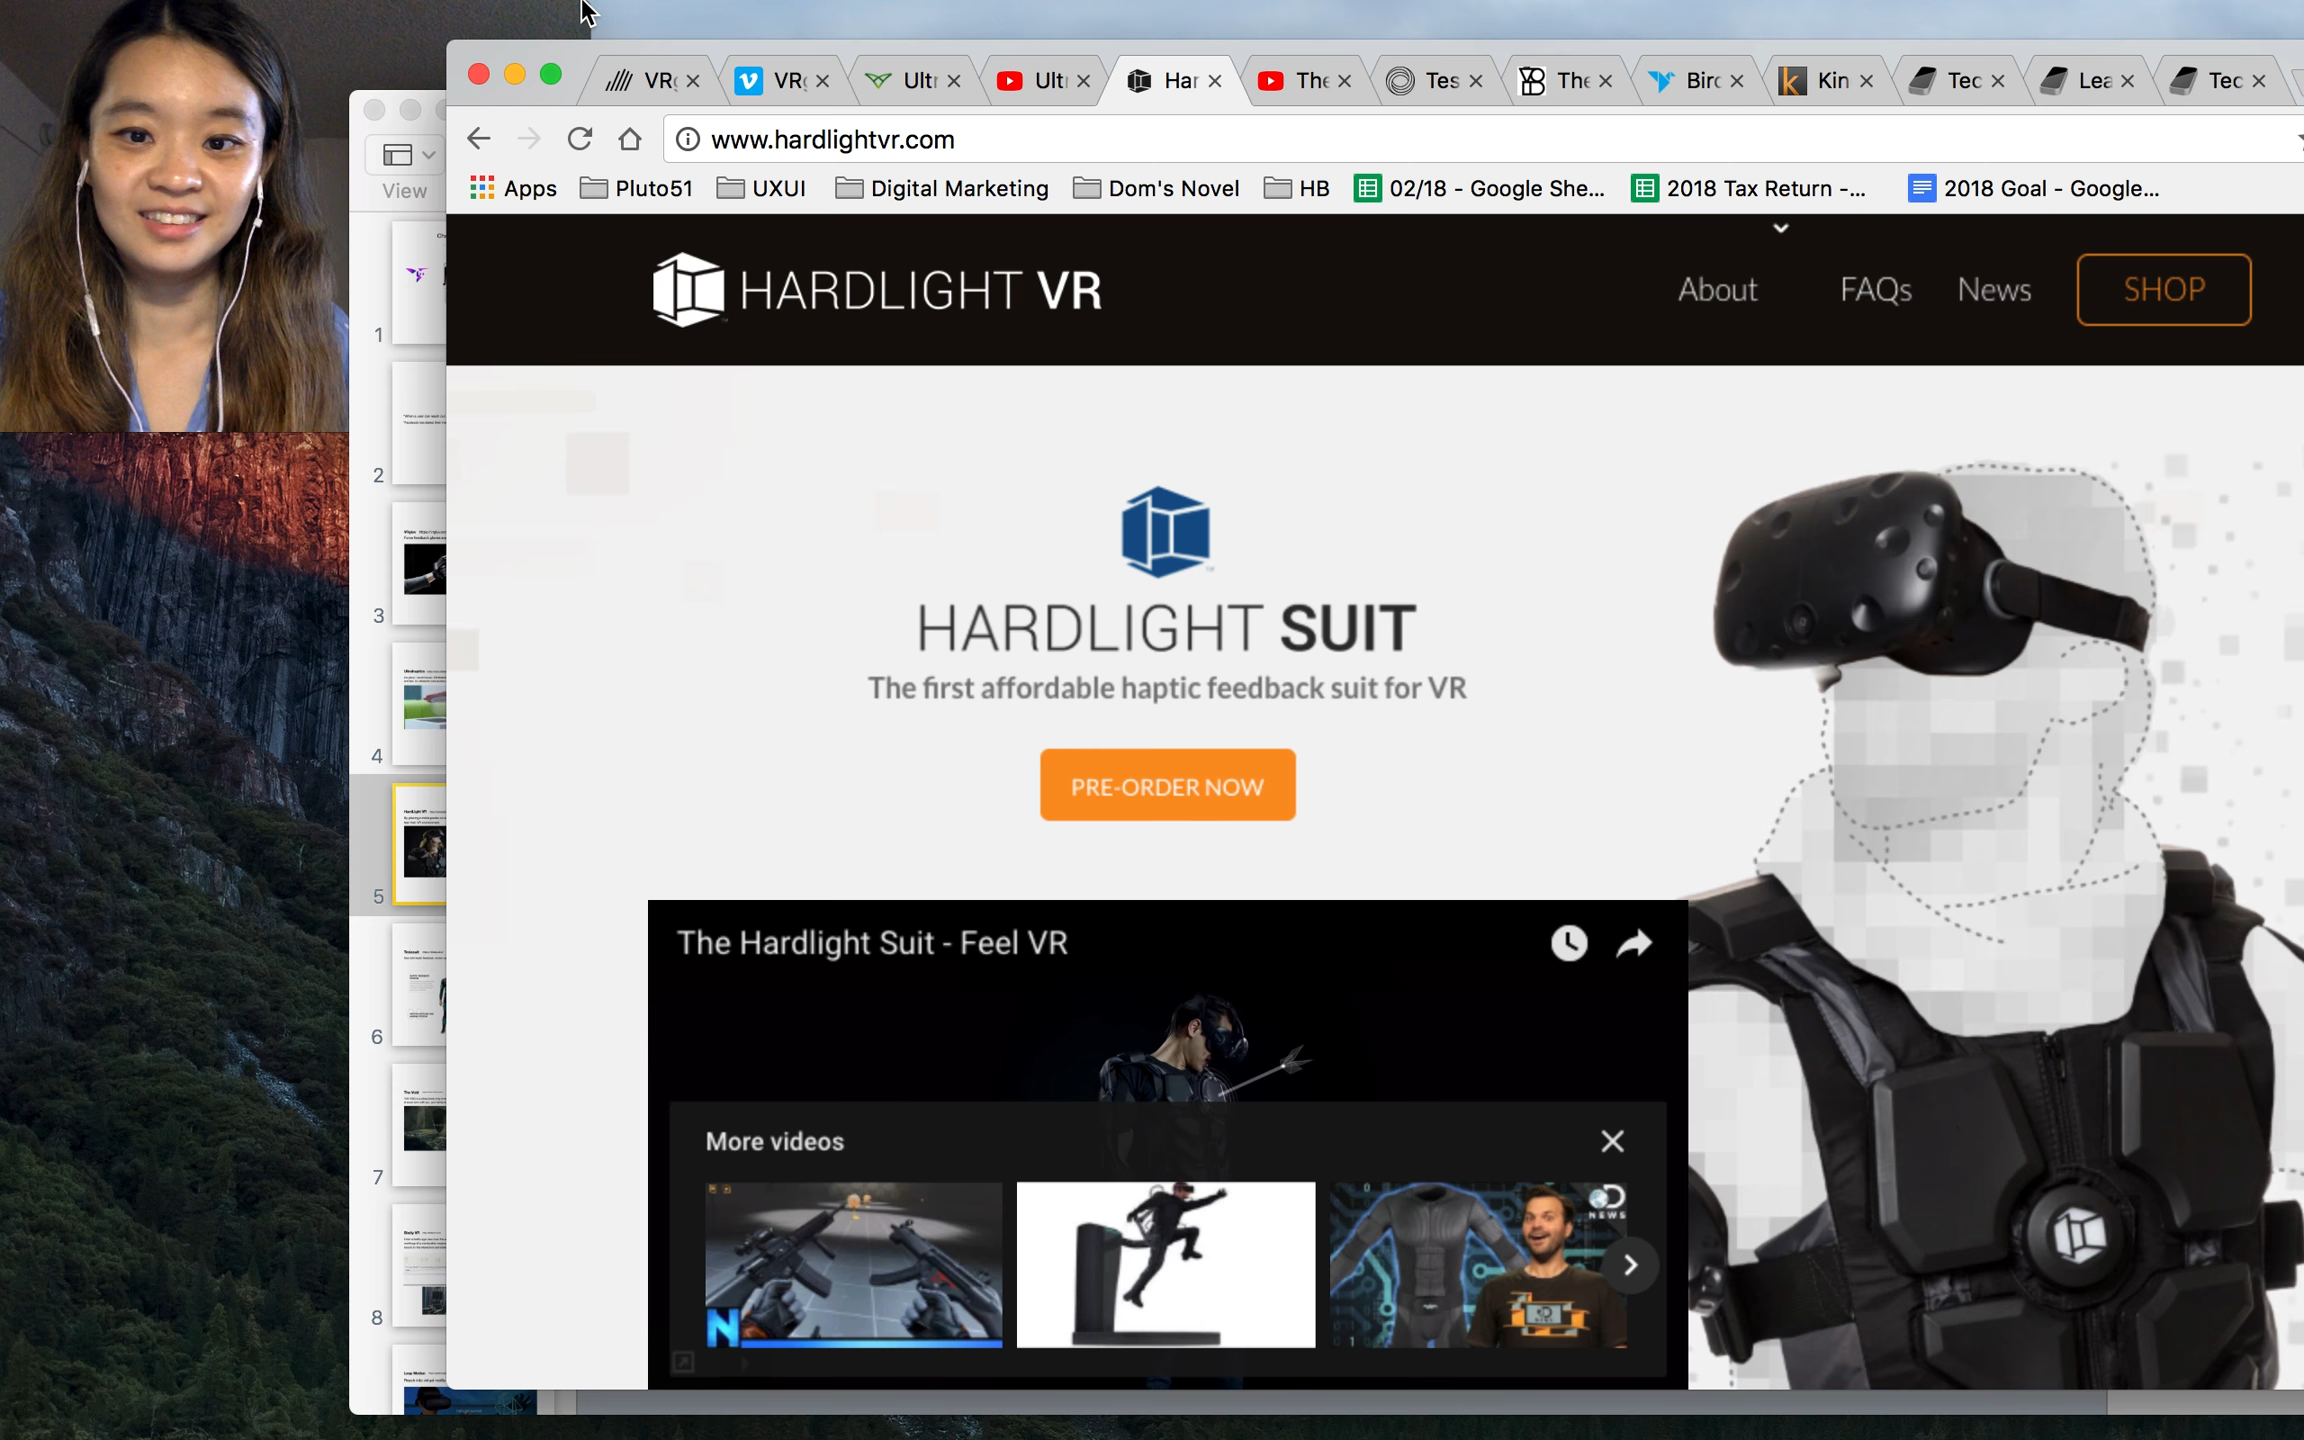 VR
VR
Ult
Ult
Har
The
Tes
The
Bird
Kin
Tec
Lea
Tec
www.hardlightvr.com
Apps
Pluto51
UXUI
Digital Marketing
Dom's Novel
HB
02/18 - Google She...
2018 Tax Return -...
2018 Goal - Google...
View
1
2
3
4
5
6
7
8
HARDLIGHT VR
About
FAQs
News
SHOP
HARDLIGHT SUIT
The first affordable haptic feedback suit for VR
PRE-ORDER NOW
The Hardlight Suit - Feel VR
More videos
N
D
NEWS